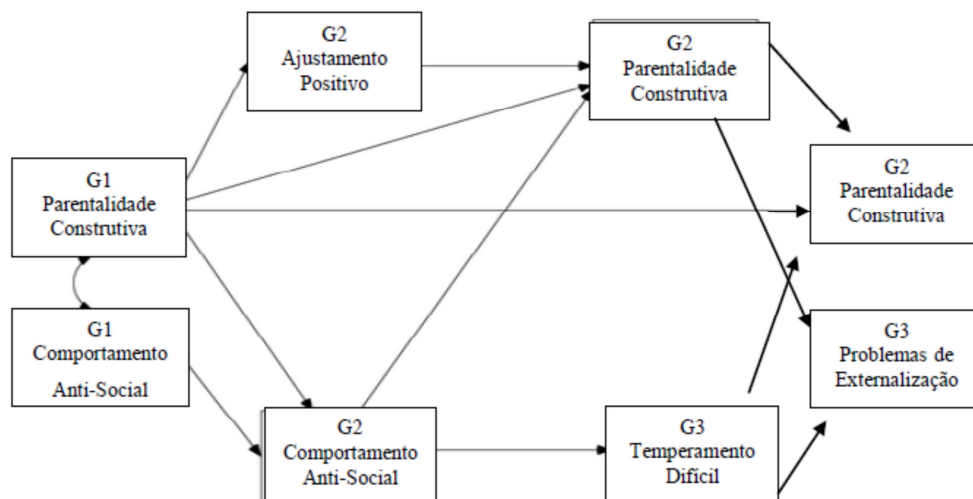 G2
Ajustamento
Positivo
G2
Parentalidade
Construtiva
G1
Parentalidade
Construtiva
G2
Parentalidade
Construtiva
G1
Comportamento
Anti-Social
G3
Problemas de
Externalização
G2
Comportamento
Anti-Social
G3
Temperamento
Difícil